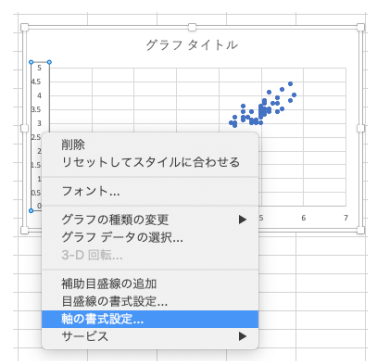 グラフ タイトル
5
4.5
4
3.5
3
2.5
2
1.5
1
0.5
0
5 6 7
削除
リセットしてスタイルに合わせる
フォント...
グラフの種類の変更 ▶
グラフ データの選択...
3-D 回転...
補助目盛線の追加
目盛線の書式設定...
軸の書式設定...
サービス ▶